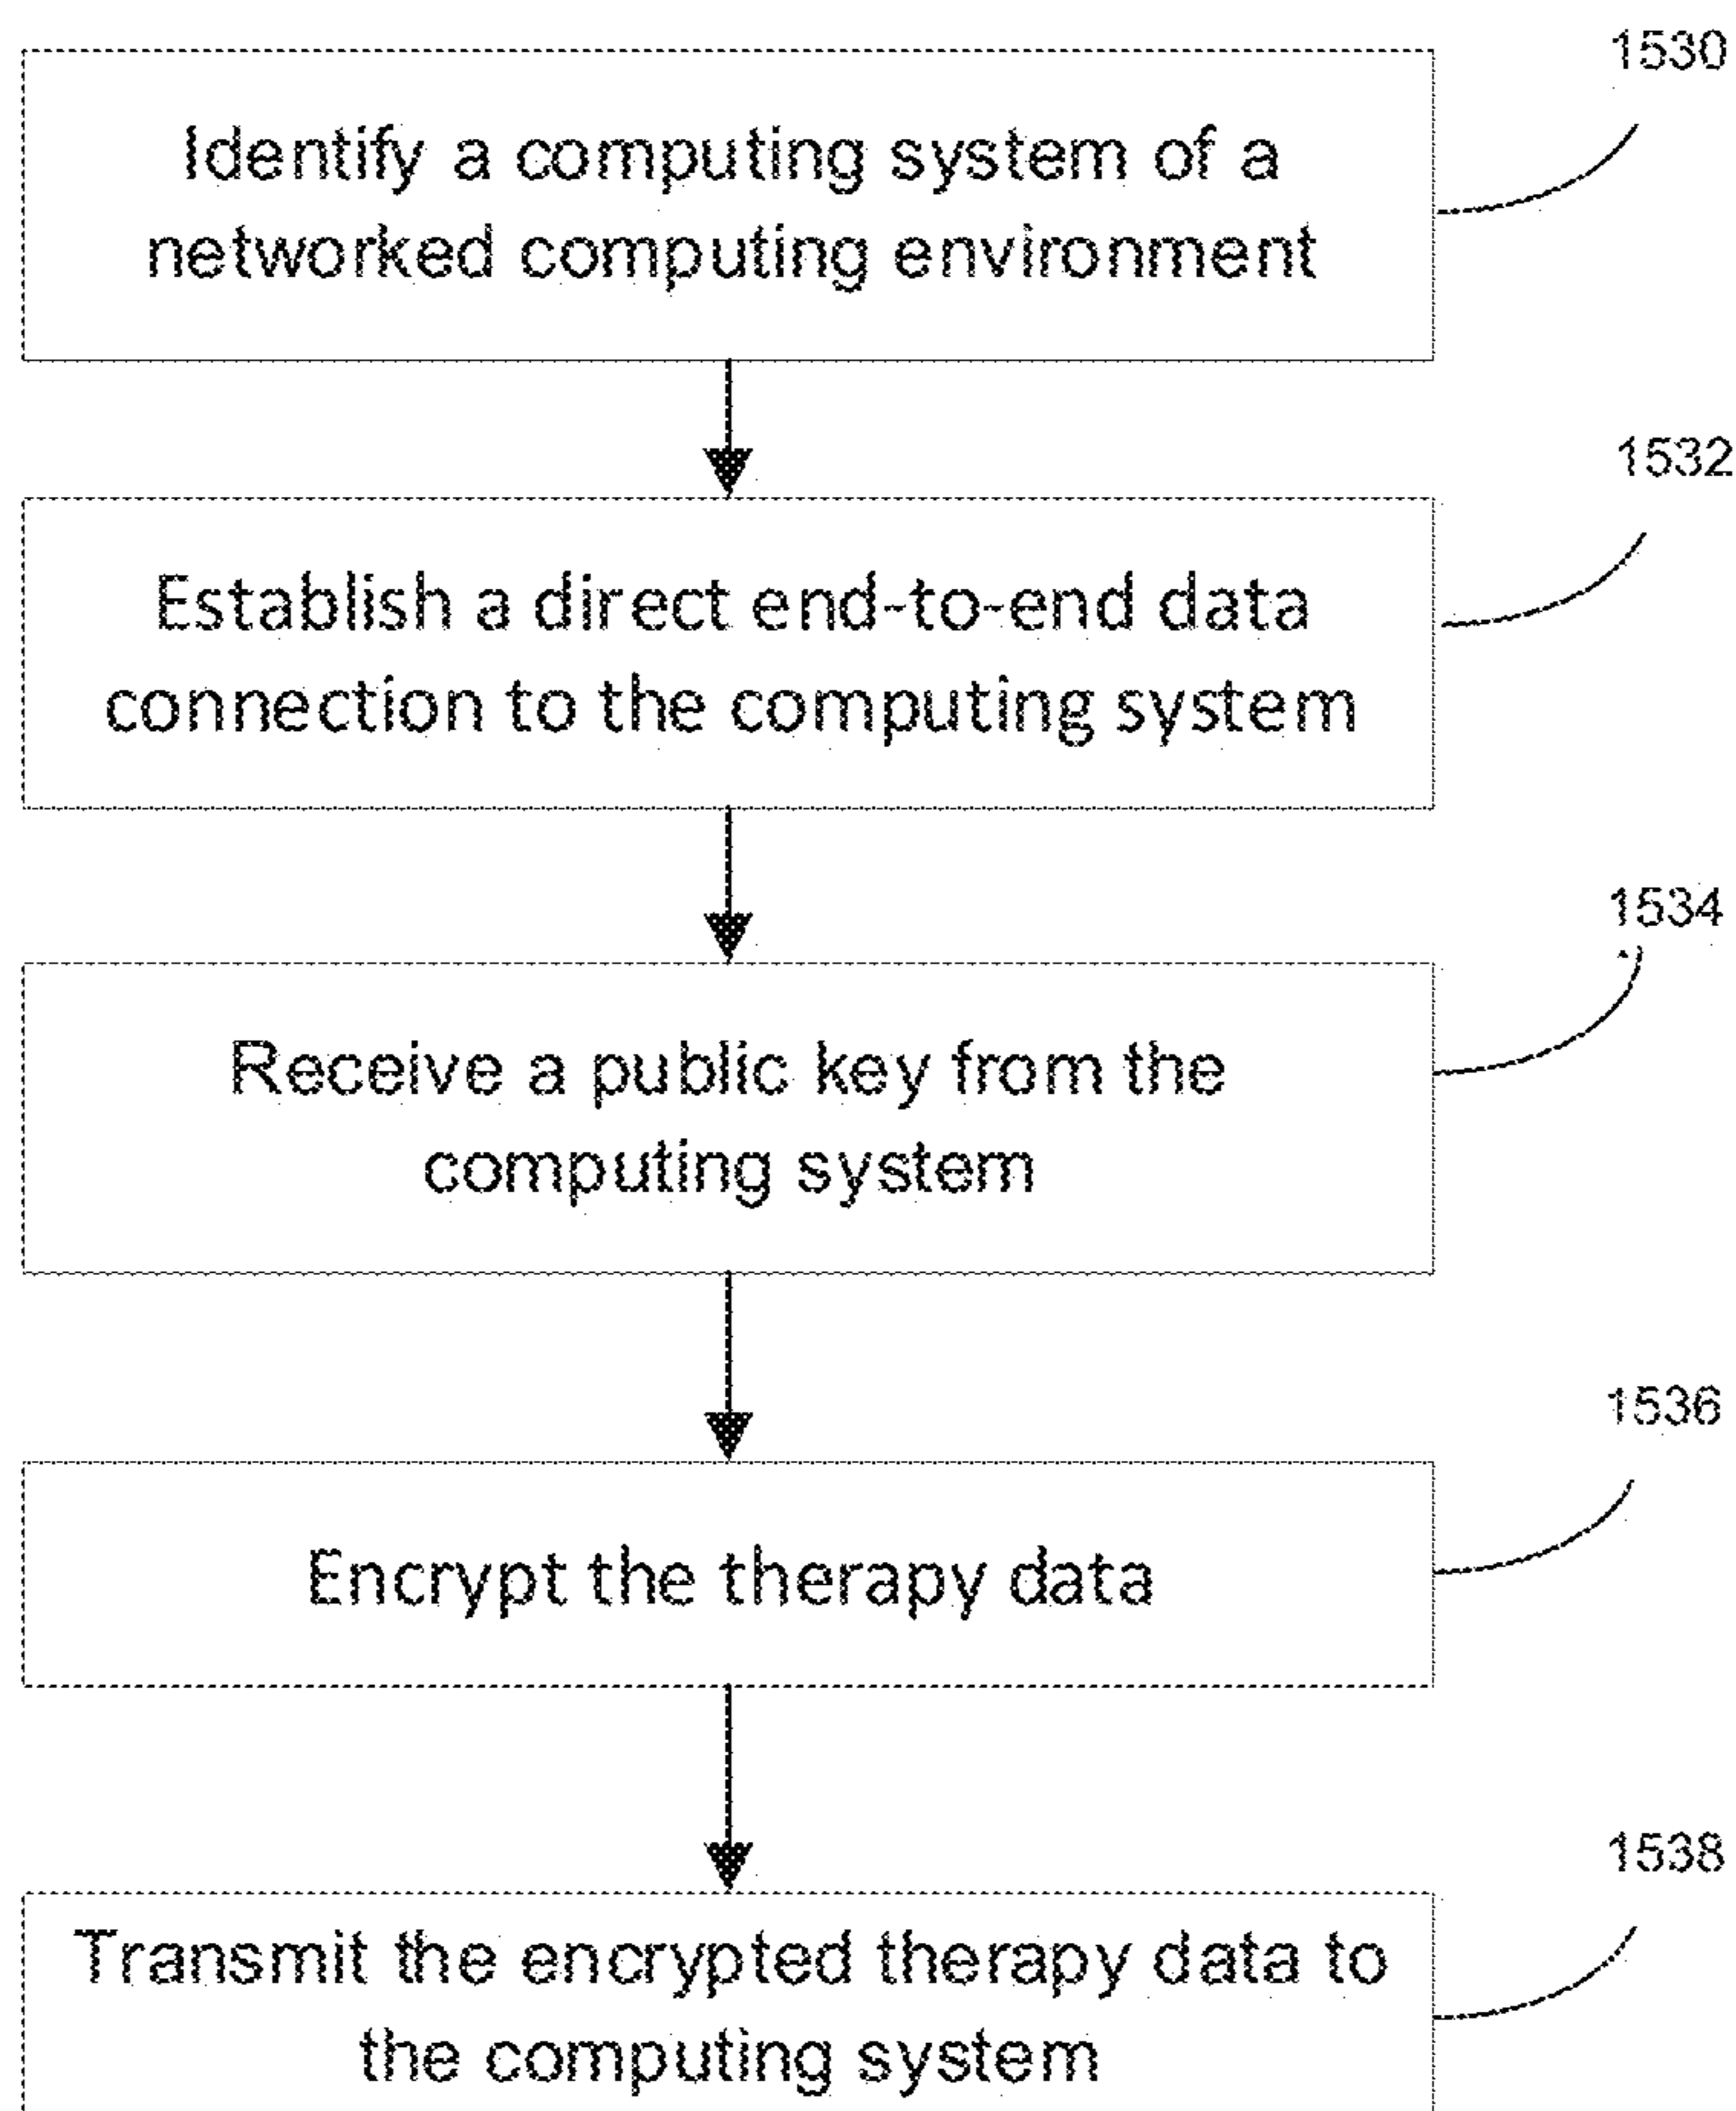 1530
Identify a computing system of a
networked computing environment
1532
Establish a direct end-to-end data
connection to the computing system
1534
Receive a public key from the
computing system
1536
Encrypt the therapy data
1538
Transmit the encrypted therapy data to
the computing system